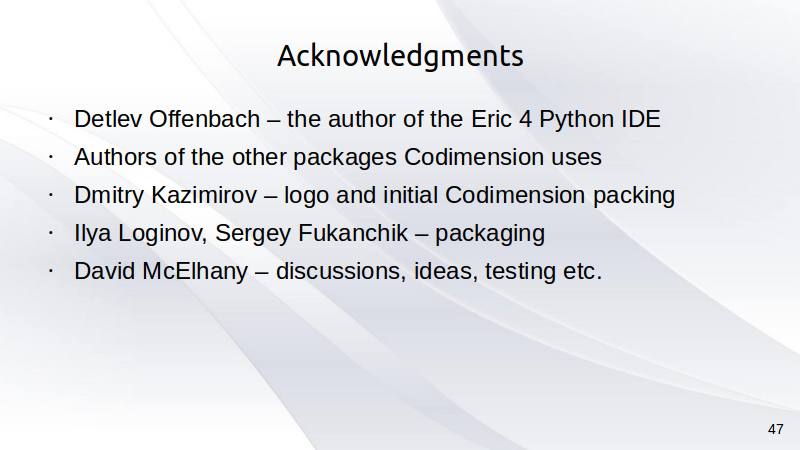 Acknowledgments
· Detlev Offenbach – the author of the Eric 4 Python IDE
· Authors of the other packages Codimension uses
· Dmitry Kazimirov – logo and initial Codimension packing
· Ilya Loginov, Sergey Fukanchik – packaging
· David McElhany – discussions, ideas, testing etc.
47